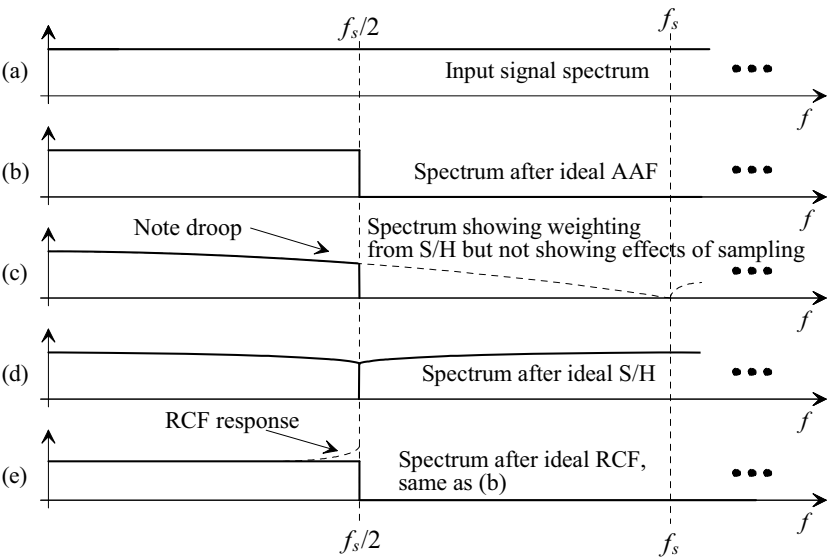 f_s/2 f_s
(a) Input signal spectrum
f
(b) Spectrum after ideal AAF
f
Note droop
Spectrum showing weighting
from S/H but not showing effects of sampling
(c)
f
(d) Spectrum after ideal S/H
f
RCF response
(e) Spectrum after ideal RCF,
same as (b)
f
f_s/2 f_s